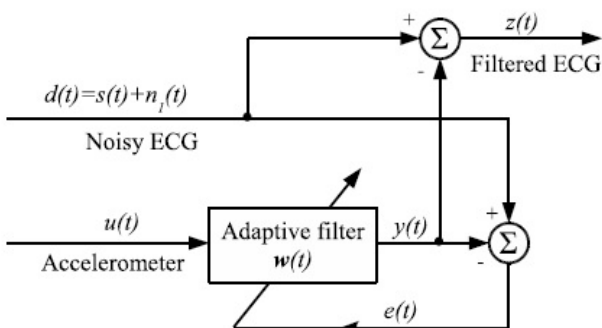 +
Σ
z(t)
-
Filtered ECG
d(t)=s(t)+n₁(t)
Noisy ECG
+
u(t)
Adaptive filter
y(t)
Σ
Accelerometer
w(t)
-
e(t)